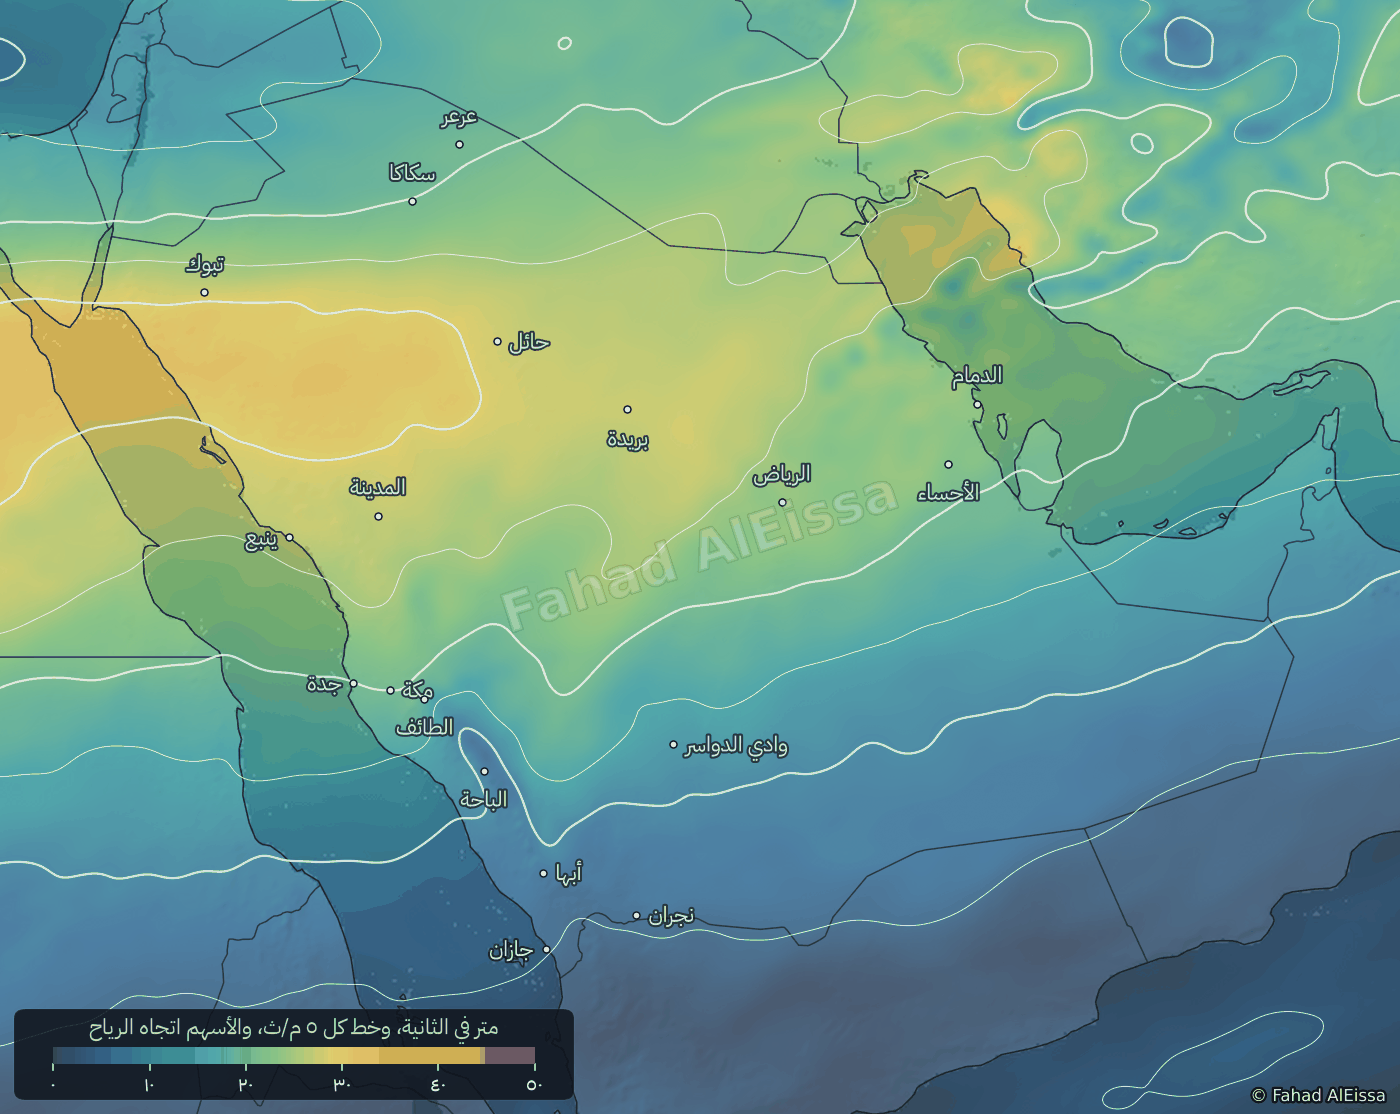 عرعر
سكاكا
تبوك
حائل
الدمام
بريدة
الرياض
الأحساء
المدينة
Fahad AlEissa
ينبع
جدة
مكة
الطائف
وادي الدواسر
الباحة
أبها
نجران
جازان
متر في الثانية، وخط كل ٥ م/ث، والأسهم اتجاه الرياح
٠ ١٠ ٢٠ ٣٠ ٤٠ ٥٠
© Fahad AlEissa